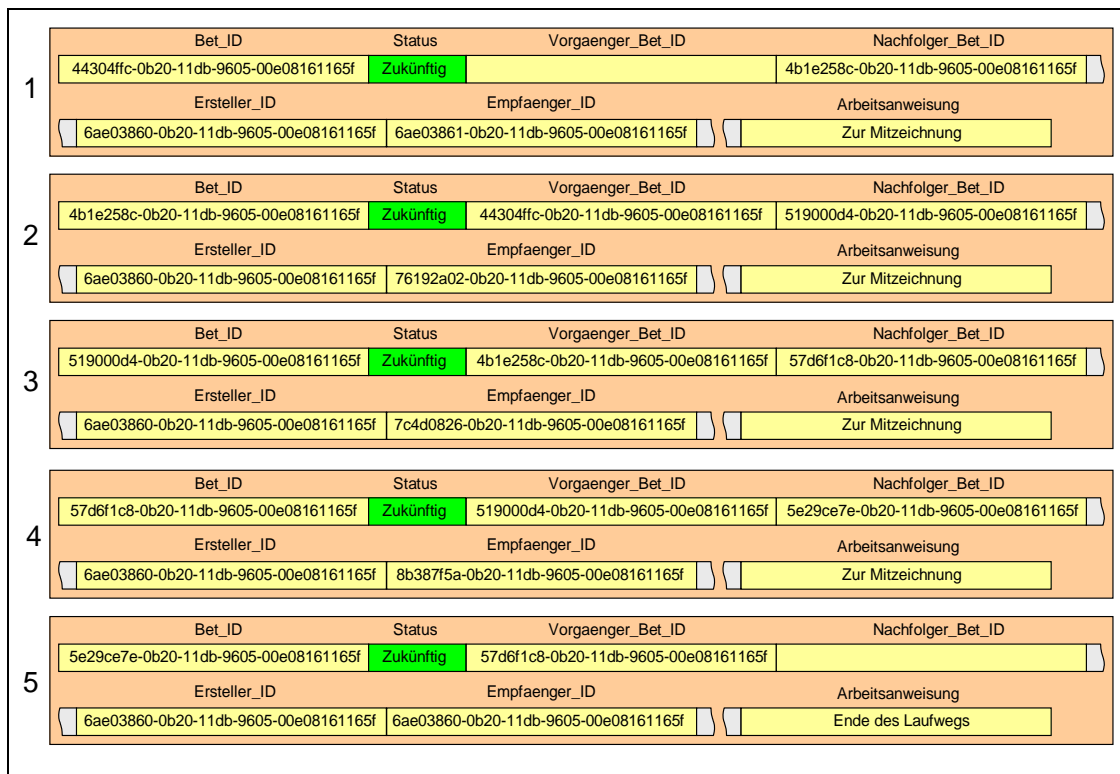 Bet_ID Status Vorgaenger_Bet_ID Nachfolger_Bet_ID
44304ffc-0b20-11db-9605-00e08161165f Zukünftig 4b1e258c-0b20-11db-9605-00e08161165f
1
Ersteller_ID Empfaenger_ID Arbeitsanweisung
6ae03860-0b20-11db-9605-00e08161165f 6ae03861-0b20-11db-9605-00e08161165f Zur Mitzeichnung
Bet_ID Status Vorgaenger_Bet_ID Nachfolger_Bet_ID
4b1e258c-0b20-11db-9605-00e08161165f Zukünftig 44304ffc-0b20-11db-9605-00e08161165f 519000d4-0b20-11db-9605-00e08161165f
2
Ersteller_ID Empfaenger_ID Arbeitsanweisung
6ae03860-0b20-11db-9605-00e08161165f 76192a02-0b20-11db-9605-00e08161165f Zur Mitzeichnung
Bet_ID Status Vorgaenger_Bet_ID Nachfolger_Bet_ID
519000d4-0b20-11db-9605-00e08161165f Zukünftig 4b1e258c-0b20-11db-9605-00e08161165f 57d6f1c8-0b20-11db-9605-00e08161165f
3
Ersteller_ID Empfaenger_ID Arbeitsanweisung
6ae03860-0b20-11db-9605-00e08161165f 7c4d0826-0b20-11db-9605-00e08161165f Zur Mitzeichnung
Bet_ID Status Vorgaenger_Bet_ID Nachfolger_Bet_ID
57d6f1c8-0b20-11db-9605-00e08161165f Zukünftig 519000d4-0b20-11db-9605-00e08161165f 5e29ce7e-0b20-11db-9605-00e08161165f
4
Ersteller_ID Empfaenger_ID Arbeitsanweisung
6ae03860-0b20-11db-9605-00e08161165f 8b387f5a-0b20-11db-9605-00e08161165f Zur Mitzeichnung
Bet_ID Status Vorgaenger_Bet_ID Nachfolger_Bet_ID
5e29ce7e-0b20-11db-9605-00e08161165f Zukünftig 57d6f1c8-0b20-11db-9605-00e08161165f
5
Ersteller_ID Empfaenger_ID Arbeitsanweisung
6ae03860-0b20-11db-9605-00e08161165f 6ae03861-0b20-11db-9605-00e08161165f Ende des Laufwegs